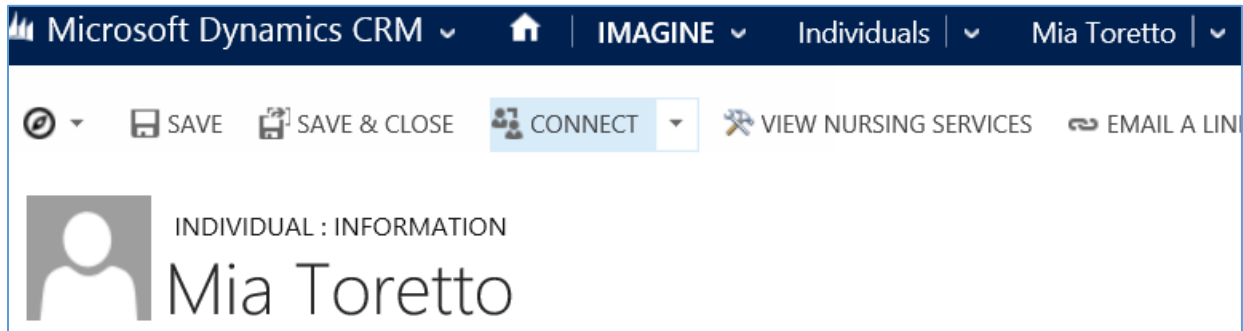 Microsoft Dynamics CRM IMAGINE Individuals Mia Toretto
SAVE SAVE & CLOSE CONNECT VIEW NURSING SERVICES EMAIL A LIN
INDIVIDUAL : INFORMATION
Mia Toretto